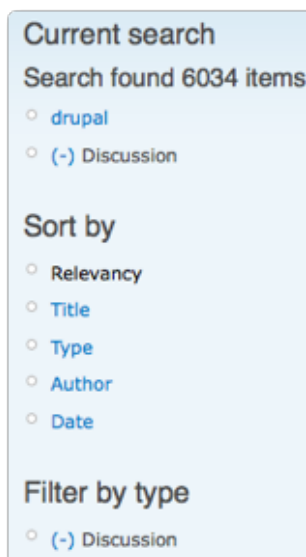 Current search
Search found 6034 items
drupal
(-) Discussion
Sort by
Relevancy
Title
Type
Author
Date
Filter by type
(-) Discussion